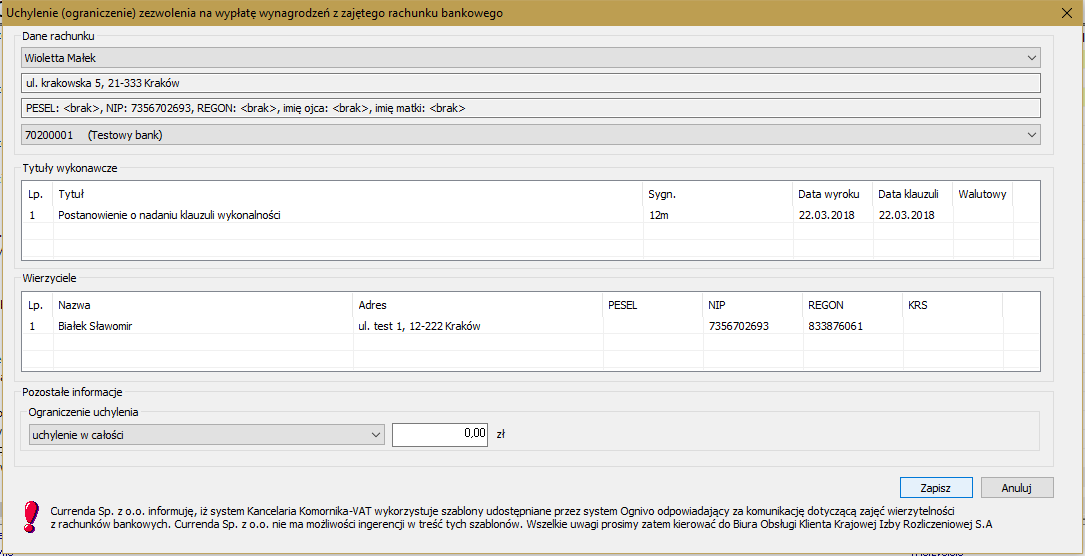 Uchylenie (ograniczenie) zezwolenia na wypłatę wynagrodzeń z zajętego rachunku bankowego
Dane rachunku
Wioletta Małek
ul. krakowska 5, 21-333 Kraków
PESEL: <brak>, NIP: 7356702693, REGON: <brak>, imię ojca: <brak>, imię matki: <brak>
70200001 (Testowy bank)
Tytuły wykonawcze
Lp. Tytuł Sygn. Data wyroku Data klauzuli Walutowy
1 Postanowienie o nadaniu klauzuli wykonalności 12m 22.03.2018 22.03.2018
Wierzyciele
Lp. Nazwa Adres PESEL NIP REGON KRS
1 Białek Sławomir ul. test 1, 12-222 Kraków 7356702693 833876061
Pozostałe informacje
Ograniczenie uchylenia
uchylenie w całości 0,00 zł
Zapisz Anuluj
Currenda Sp. z o.o. informuję, iż system Kancelaria Komornika-VAT wykorzystuje szablony udostępniane przez system Ognivo odpowiadający za komunikację dotyczącą zajęć wierzytelności
z rachunków bankowych. Currenda Sp. z o.o. nie ma możliwości ingerencji w treść tych szablonów. Wszelkie uwagi prosimy zatem kierować do Biura Obsługi Klienta Krajowej Izby Rozliczeniowej S.A